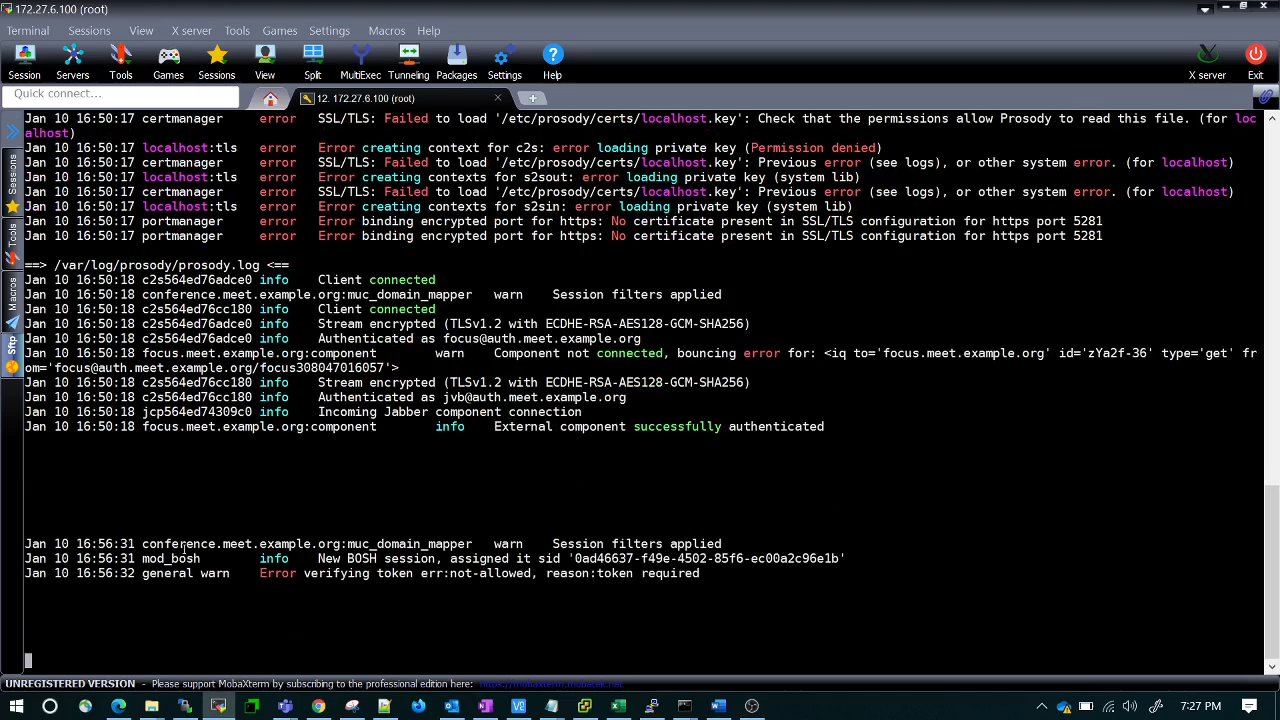 172.27.6.100 (root)
Terminal Sessions View X server Tools Games Settings Macros Help
Session Servers Tools Games Sessions View Split MultiExec Tunneling Packages Settings Help X server Exit
Quick connect...
12. 172.27.6.100 (root)
Jan 10 16:50:17 certmanager error SSL/TLS: Failed to load '/etc/prosody/certs/localhost.key': Check that the permissions allow Prosody to read this file. (for loc
alhost)
Jan 10 16:50:17 localhost:tls error Error creating context for c2s: error loading private key (Permission denied)
Jan 10 16:50:17 certmanager error SSL/TLS: Failed to load '/etc/prosody/certs/localhost.key': Previous error (see logs), or other system error. (for localhost)
Jan 10 16:50:17 localhost:tls error Error creating contexts for s2sout: error loading private key (system lib)
Jan 10 16:50:17 certmanager error SSL/TLS: Failed to load '/etc/prosody/certs/localhost.key': Previous error (see logs), or other system error. (for localhost)
Jan 10 16:50:17 localhost:tls error Error creating contexts for s2sin: error loading private key (system lib)
Jan 10 16:50:17 portmanager error Error binding encrypted port for https: No certificate present in SSL/TLS configuration for https port 5281
Jan 10 16:50:17 portmanager error Error binding encrypted port for https: No certificate present in SSL/TLS configuration for https port 5281
==> /var/log/prosody/prosody.log <==
Jan 10 16:50:18 c2s564ed76adce0 info Client connected
Jan 10 16:50:18 conference.meet.example.org:muc_domain_mapper warn Session filters applied
Jan 10 16:50:18 c2s564ed76cc180 info Client connected
Jan 10 16:50:18 c2s564ed76adce0 info Stream encrypted (TLSv1.2 with ECDHE-RSA-AES128-GCM-SHA256)
Jan 10 16:50:18 c2s564ed76adce0 info Authenticated as focus@auth.meet.example.org
Jan 10 16:50:18 focus.meet.example.org:component warn Component not connected, bouncing error for: <iq to='focus.meet.example.org' id='zYa2f-36' type='get' fr
om='focus@auth.meet.example.org/focus308047016057'>
Jan 10 16:50:18 c2s564ed76cc180 info Stream encrypted (TLSv1.2 with ECDHE-RSA-AES128-GCM-SHA256)
Jan 10 16:50:18 c2s564ed76cc180 info Authenticated as jvb@auth.meet.example.org
Jan 10 16:50:18 jcp564ed74309c0 info Incoming Jabber component connection
Jan 10 16:50:18 focus.meet.example.org:component info External component successfully authenticated
Jan 10 16:56:31 conference.meet.example.org:muc_domain_mapper warn Session filters applied
Jan 10 16:56:31 mod_bosh info New BOSH session, assigned it sid '0ad46637-f49e-4502-85f6-ec00a2c96e1b'
Jan 10 16:56:32 general warn Error verifying token err:not-allowed, reason:token required
Sessions
Tools
Macros
Sftp
UNREGISTERED VERSION - Please support MobaXterm by subscribing to the professional edition here: https://mobaxterm.mobatek.net
7:27 PM